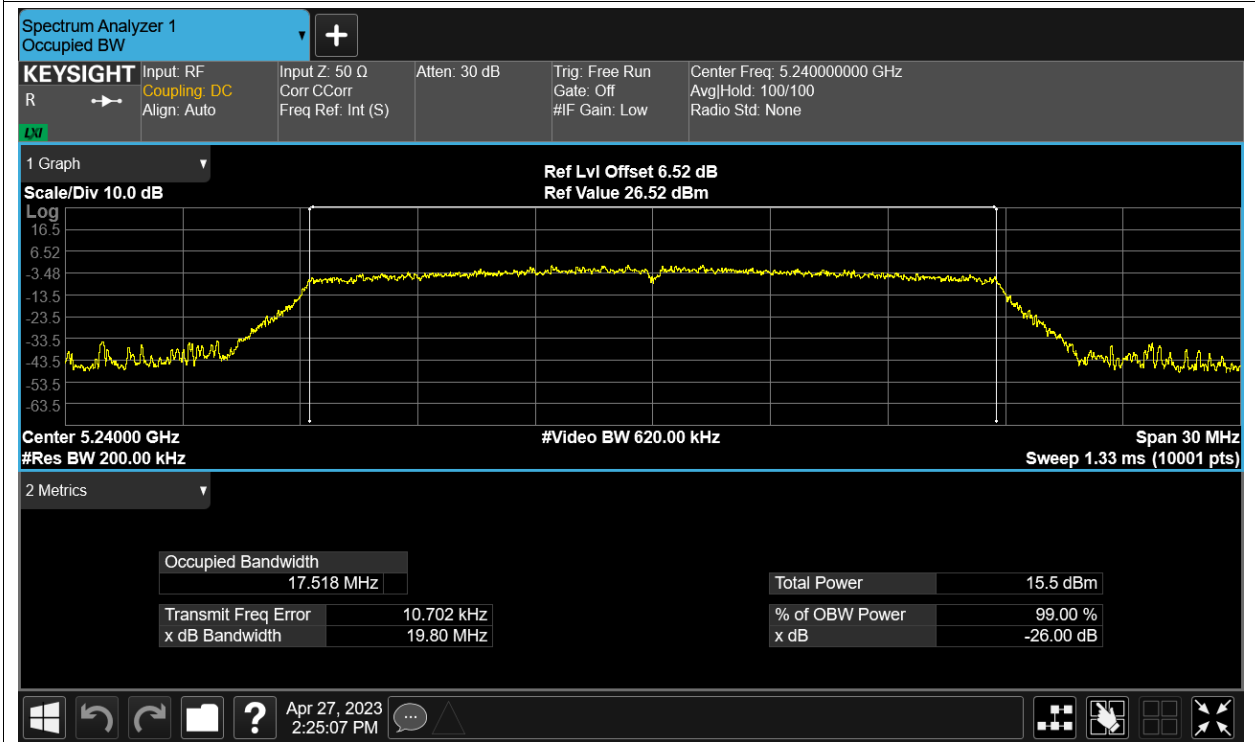 Spectrum Analyzer 1
Occupied BW
KEYSIGHT
R
LXI
Input: RF
Coupling: DC
Align: Auto
Input Z: 50 Ω
Corr CCorr
Freq Ref: Int (S)
Atten: 30 dB
Trig: Free Run
Gate: Off
#IF Gain: Low
Center Freq: 5.240000000 GHz
Avg|Hold: 100/100
Radio Std: None
1 Graph
Scale/Div 10.0 dB
Ref Lvl Offset 6.52 dB
Ref Value 26.52 dBm
Log
16.5
6.52
-3.48
-13.5
-23.5
-33.5
-43.5
-53.5
-63.5
Center 5.24000 GHz
#Res BW 200.00 kHz
#Video BW 620.00 kHz
Span 30 MHz
Sweep 1.33 ms (10001 pts)
2 Metrics
Occupied Bandwidth
17.518 MHz
Transmit Freq Error 10.702 kHz
x dB Bandwidth 19.80 MHz
Total Power 15.5 dBm
% of OBW Power 99.00 %
x dB -26.00 dB
?
Apr 27, 2023
2:25:07 PM